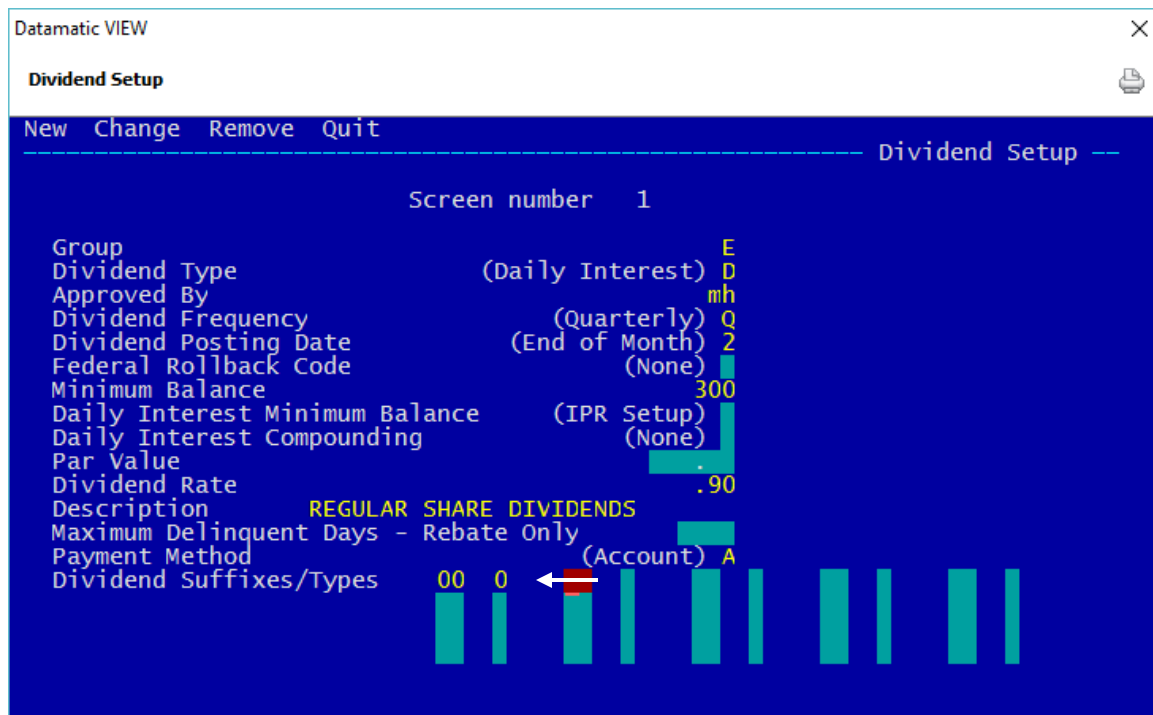 Datamatic VIEW
Dividend Setup
New Change Remove Quit
Dividend Setup
Screen number 1
Group E
Dividend Type (Daily Interest) D
Approved By mh
Dividend Frequency (Quarterly) Q
Dividend Posting Date (End of Month) 2
Federal Rollback Code (None)
Minimum Balance 300
Daily Interest Minimum Balance (IPR Setup)
Daily Interest Compounding (None)
Par Value .
Dividend Rate .90
Description REGULAR SHARE DIVIDENDS
Maximum Delinquent Days - Rebate Only
Payment Method (Account) A
Dividend Suffixes/Types 00 0